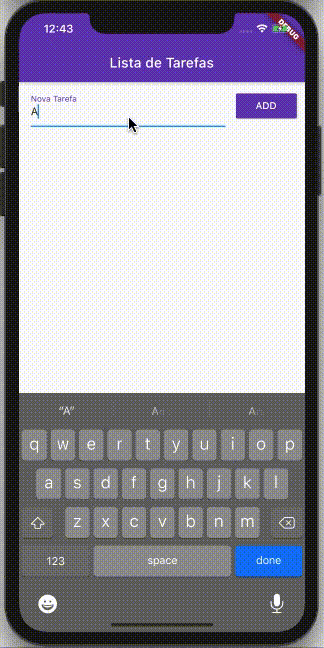 12:43
DEBUG
Lista de Tarefas
Nova Tarefa
A
ADD
“A”
q w e r t y u i o p
a s d f g h j k l
z x c v b n m
123 space done